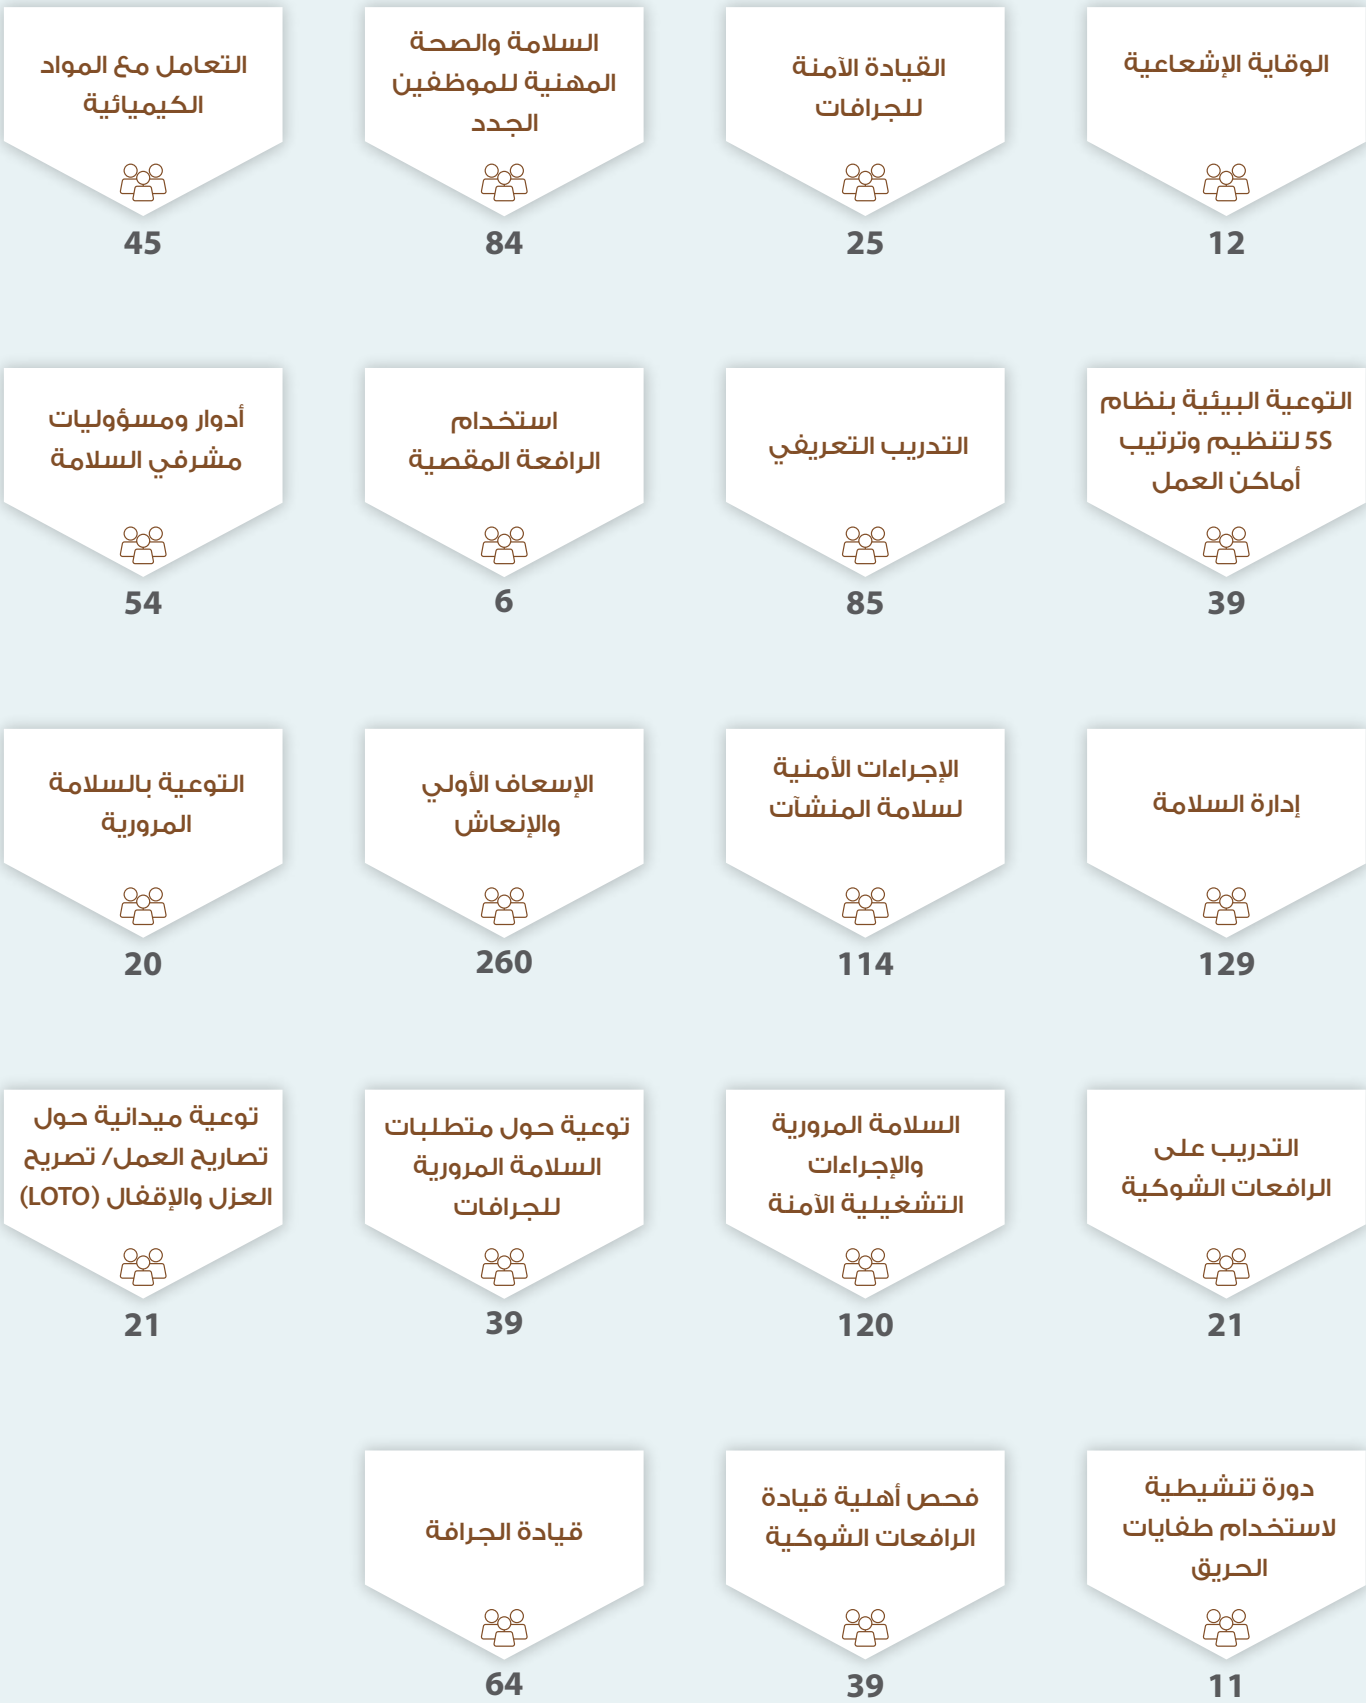 الوقاية الإشعاعية
12
القيادة الآمنة
للجرافات
25
السلامة والصحة
المهنية للموظفين
الجدد
84
التعامل مع المواد
الكيميائية
45
التوعية البيئية بنظام
5S لتنظيم وترتيب
أماكن العمل
39
التدريب التعريفي
85
استخدام
الرافعة المقصية
6
أدوار ومسؤوليات
مشرفي السلامة
54
إدارة السلامة
129
الإجراءات الأمنية
لسلامة المنشآت
114
الإسعاف الأولي
والإنعاش
260
التوعية بالسلامة
المرورية
20
التدريب على
الرافعات الشوكية
21
السلامة المرورية
والإجراءات
التشغيلية الآمنة
120
توعية حول متطلبات
السلامة المرورية
للجرافات
39
توعية ميدانية حول
تصاريح العمل/ تصريح
العزل والإقفال (LOTO)
21
دورة تنشيطية
لاستخدام طفايات
الحريق
11
فحص أهلية قيادة
الرافعات الشوكية
39
قيادة الجرافة
64